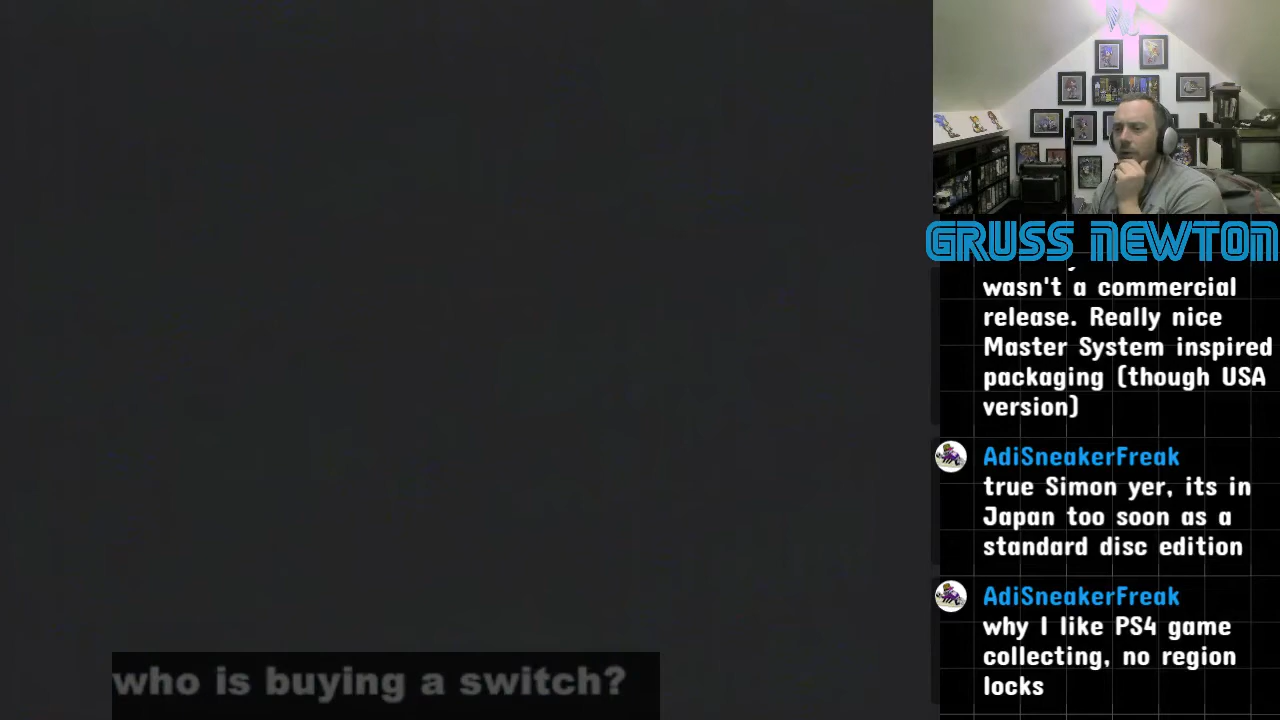 GRUSS NEWTON
wasn't a commercial
release. Really nice
Master System inspired
packaging (though USA
version)
AdiSneakerFreak
true Simon yer, its in
Japan too soon as a
standard disc edition
AdiSneakerFreak
why I like PS4 game
collecting, no region
locks
who is buying a switch?